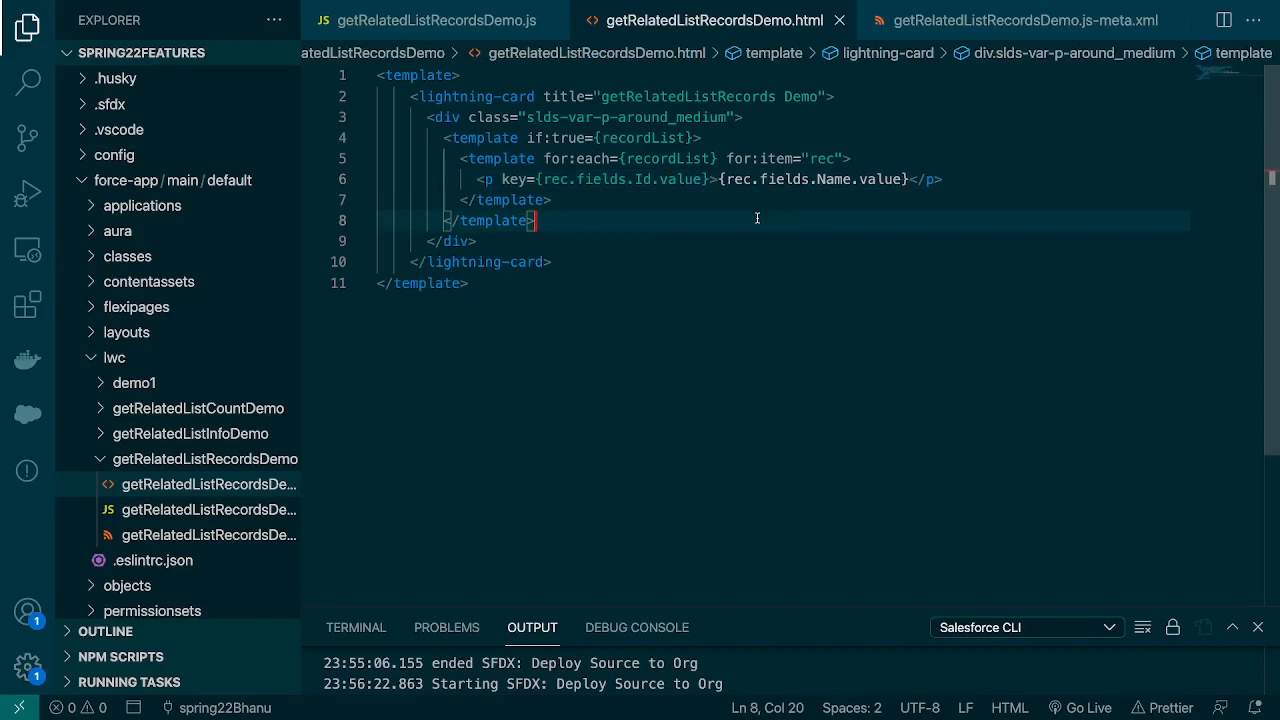 EXPLORER
getRelatedListRecordsDemo.js
getRelatedListRecordsDemo.html
getRelatedListRecordsDemo.js-meta.xml
SPRING22FEATURES
atedListRecordsDemo
getRelatedListRecordsDemo.html
template
lightning-card
div.slds-var-p-around_medium
template
.husky
.sfdx
.vscode
config
force-app/main/default
applications
aura
classes
contentassets
flexipages
layouts
lwc
demo1
getRelatedListCountDemo
getRelatedListInfoDemo
getRelatedListRecordsDemo
getRelatedListRecordsDe...
JS getRelatedListRecordsDe...
getRelatedListRecordsDe...
.eslintrc.json
objects
permissionsets
OUTLINE
NPM SCRIPTS
RUNNING TASKS
1 <template>
2 <lightning-card title="getRelatedListRecords Demo">
3 <div class="slds-var-p-around_medium">
4 <template if:true={recordList}>
5 <template for:each={recordList} for:item="rec">
6 <p key={rec.fields.Id.value}>{rec.fields.Name.value}</p>
7 </template>
8 </template>
9 </div>
10 </lightning-card>
11 </template>
TERMINAL PROBLEMS OUTPUT DEBUG CONSOLE Salesforce CLI
23:55:06.155 ended SFDX: Deploy Source to Org
23:56:22.863 Starting SFDX: Deploy Source to Org
1
1
0 0 spring22Bhanu Ln 8, Col 20 Spaces: 2 UTF-8 LF HTML Go Live Prettier